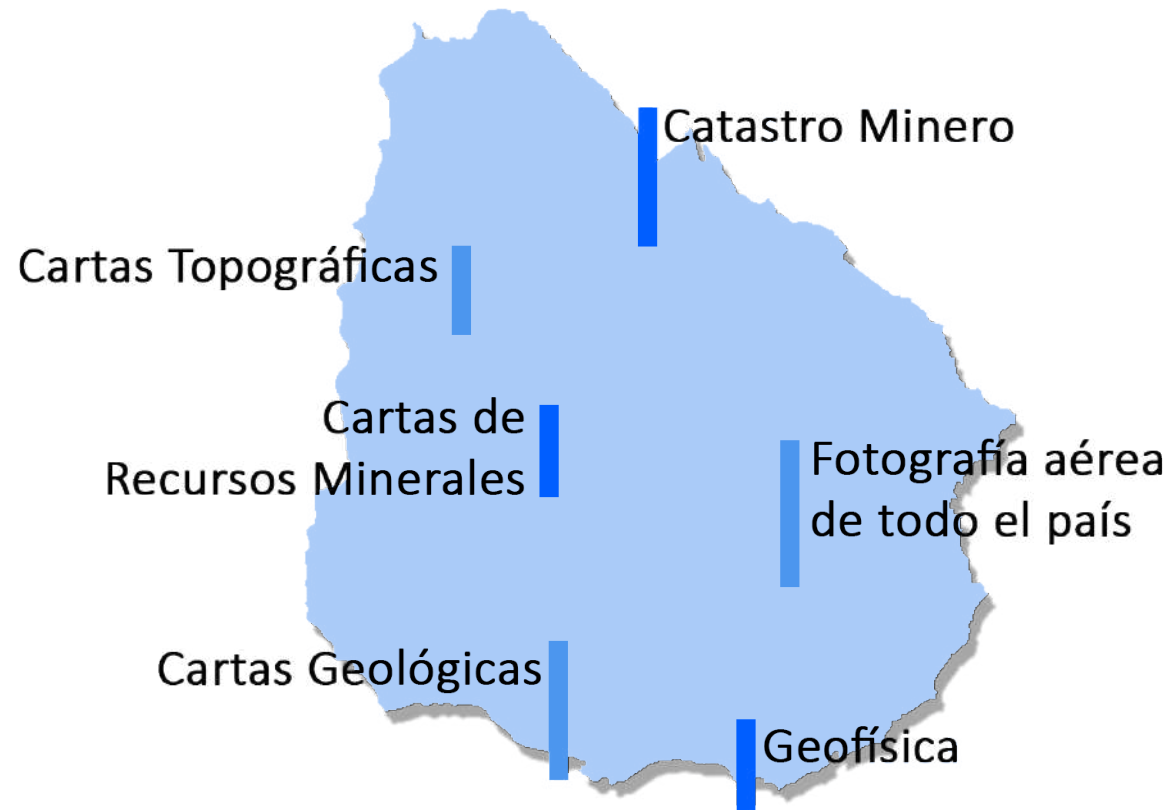 Catastro Minero
Cartas Topográficas
Cartas de
Recursos Minerales
Fotografía aérea
de todo el país
Cartas Geológicas
Geofísica